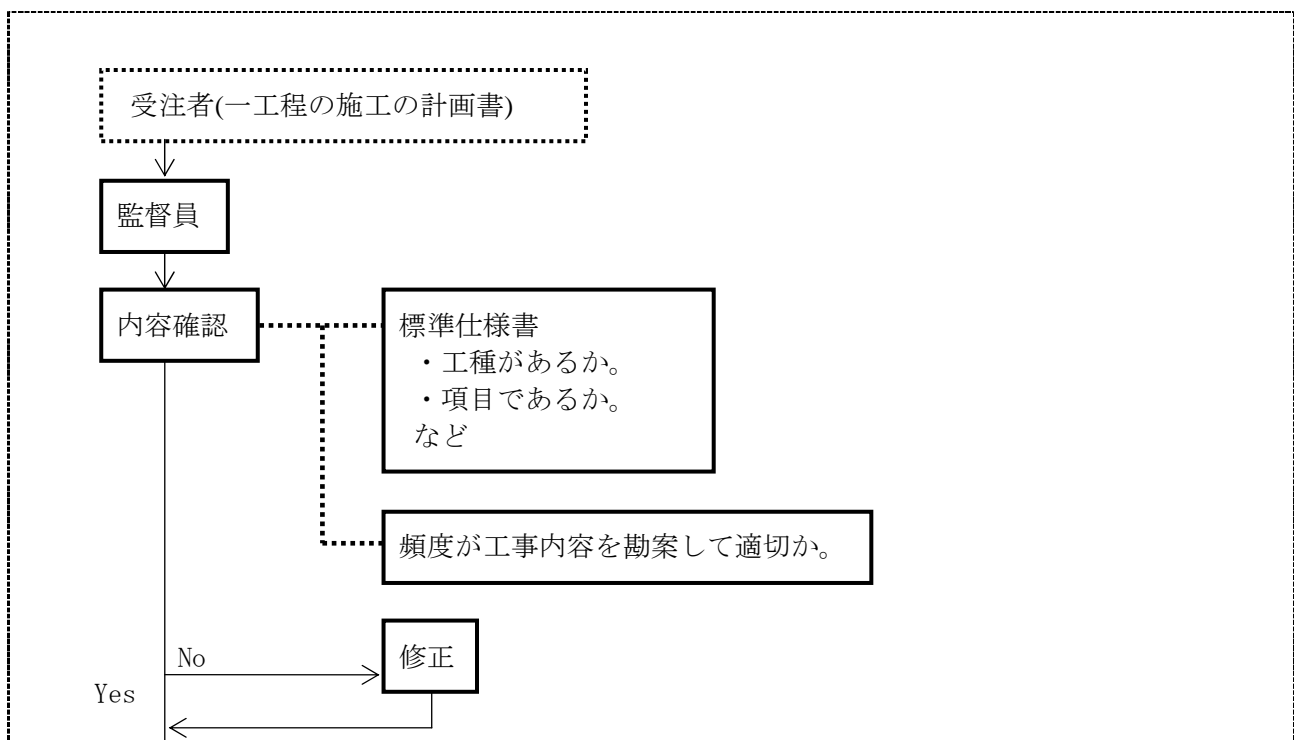 受注者(一工程の施工の計画書)
監督員
内容確認
標準仕様書
・工種があるか。
・項目であるか。
など
頻度が工事内容を勘案して適切か。
No
修正
Yes